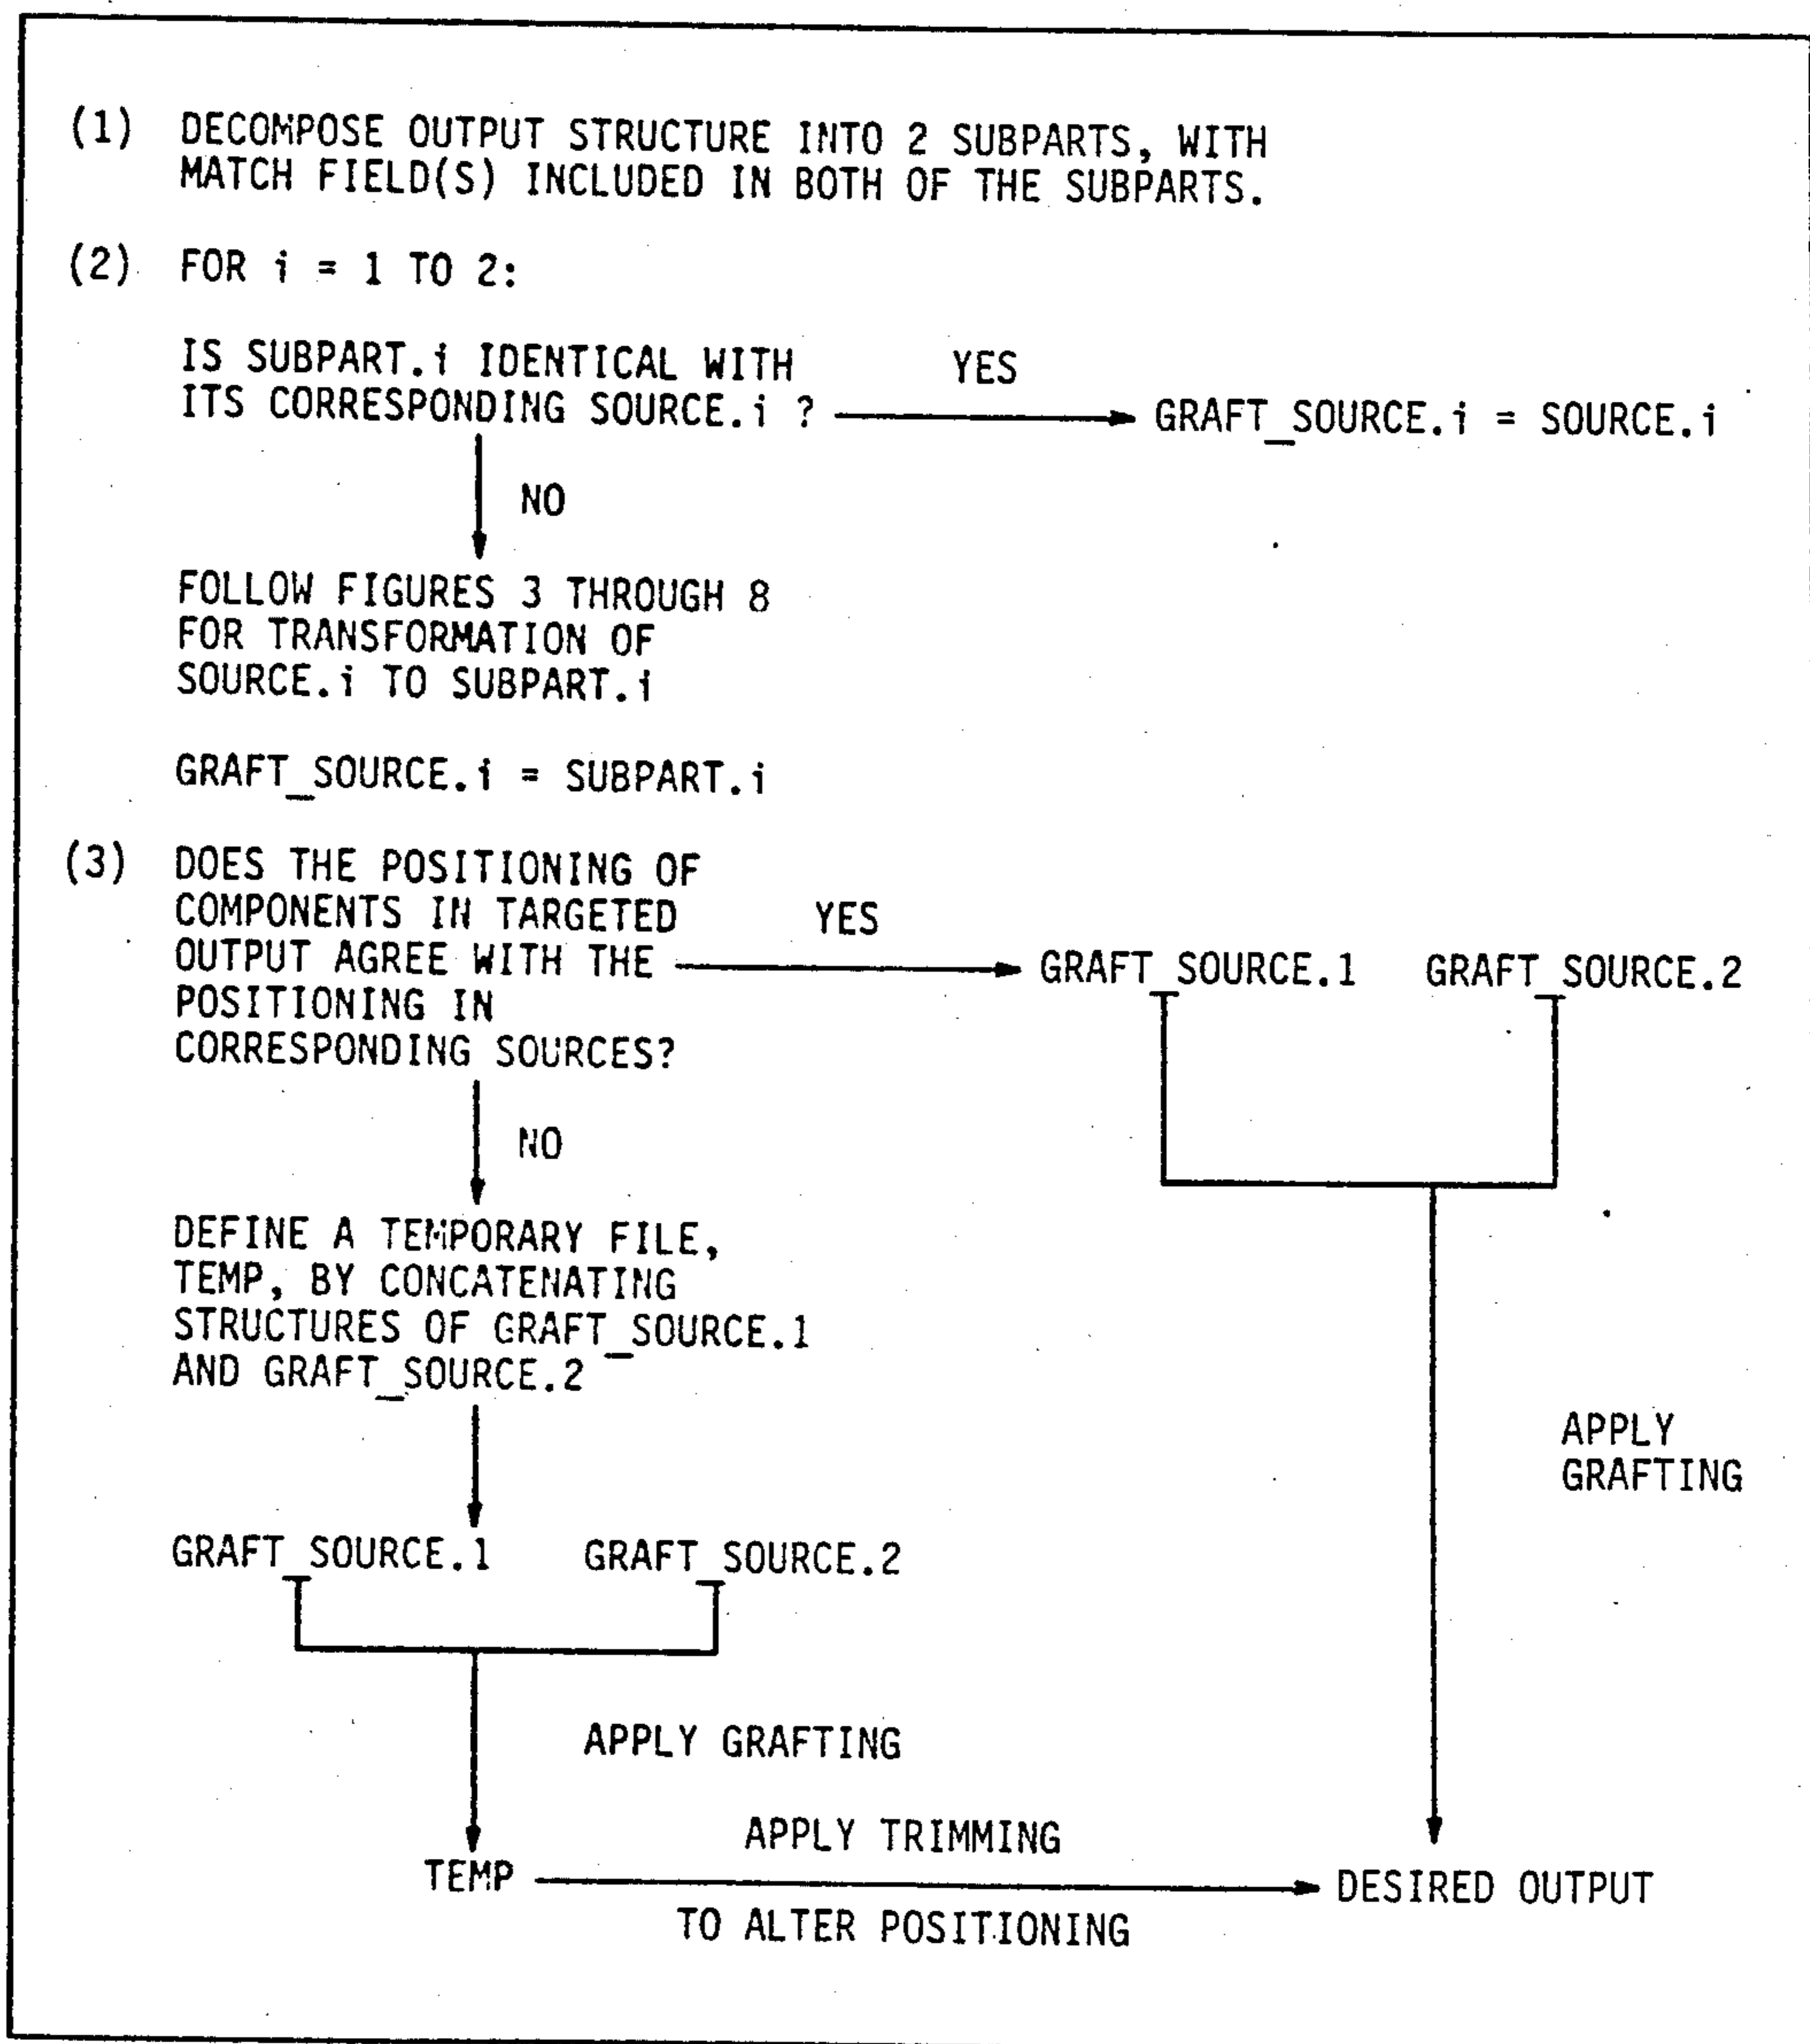 (1) DECOMPOSE OUTPUT STRUCTURE INTO 2 SUBPARTS, WITH
MATCH FIELD(S) INCLUDED IN BOTH OF THE SUBPARTS.
(2) FOR i = 1 TO 2:
IS SUBPART.i IDENTICAL WITH
ITS CORRESPONDING SOURCE.i ?
YES
GRAFT_SOURCE.i = SOURCE.i
NO
FOLLOW FIGURES 3 THROUGH 8
FOR TRANSFORMATION OF
SOURCE.i TO SUBPART.i
GRAFT_SOURCE.i = SUBPART.i
(3) DOES THE POSITIONING OF
COMPONENTS IN TARGETED
OUTPUT AGREE WITH THE
POSITIONING IN
CORRESPONDING SOURCES?
YES
GRAFT_SOURCE.1 GRAFT_SOURCE.2
NO
DEFINE A TEMPORARY FILE,
TEMP, BY CONCATENATING
STRUCTURES OF GRAFT_SOURCE.1
AND GRAFT_SOURCE.2
APPLY
GRAFTING
GRAFT_SOURCE.1 GRAFT_SOURCE.2
APPLY GRAFTING
APPLY TRIMMING
TEMP
DESIRED OUTPUT
TO ALTER POSITIONING